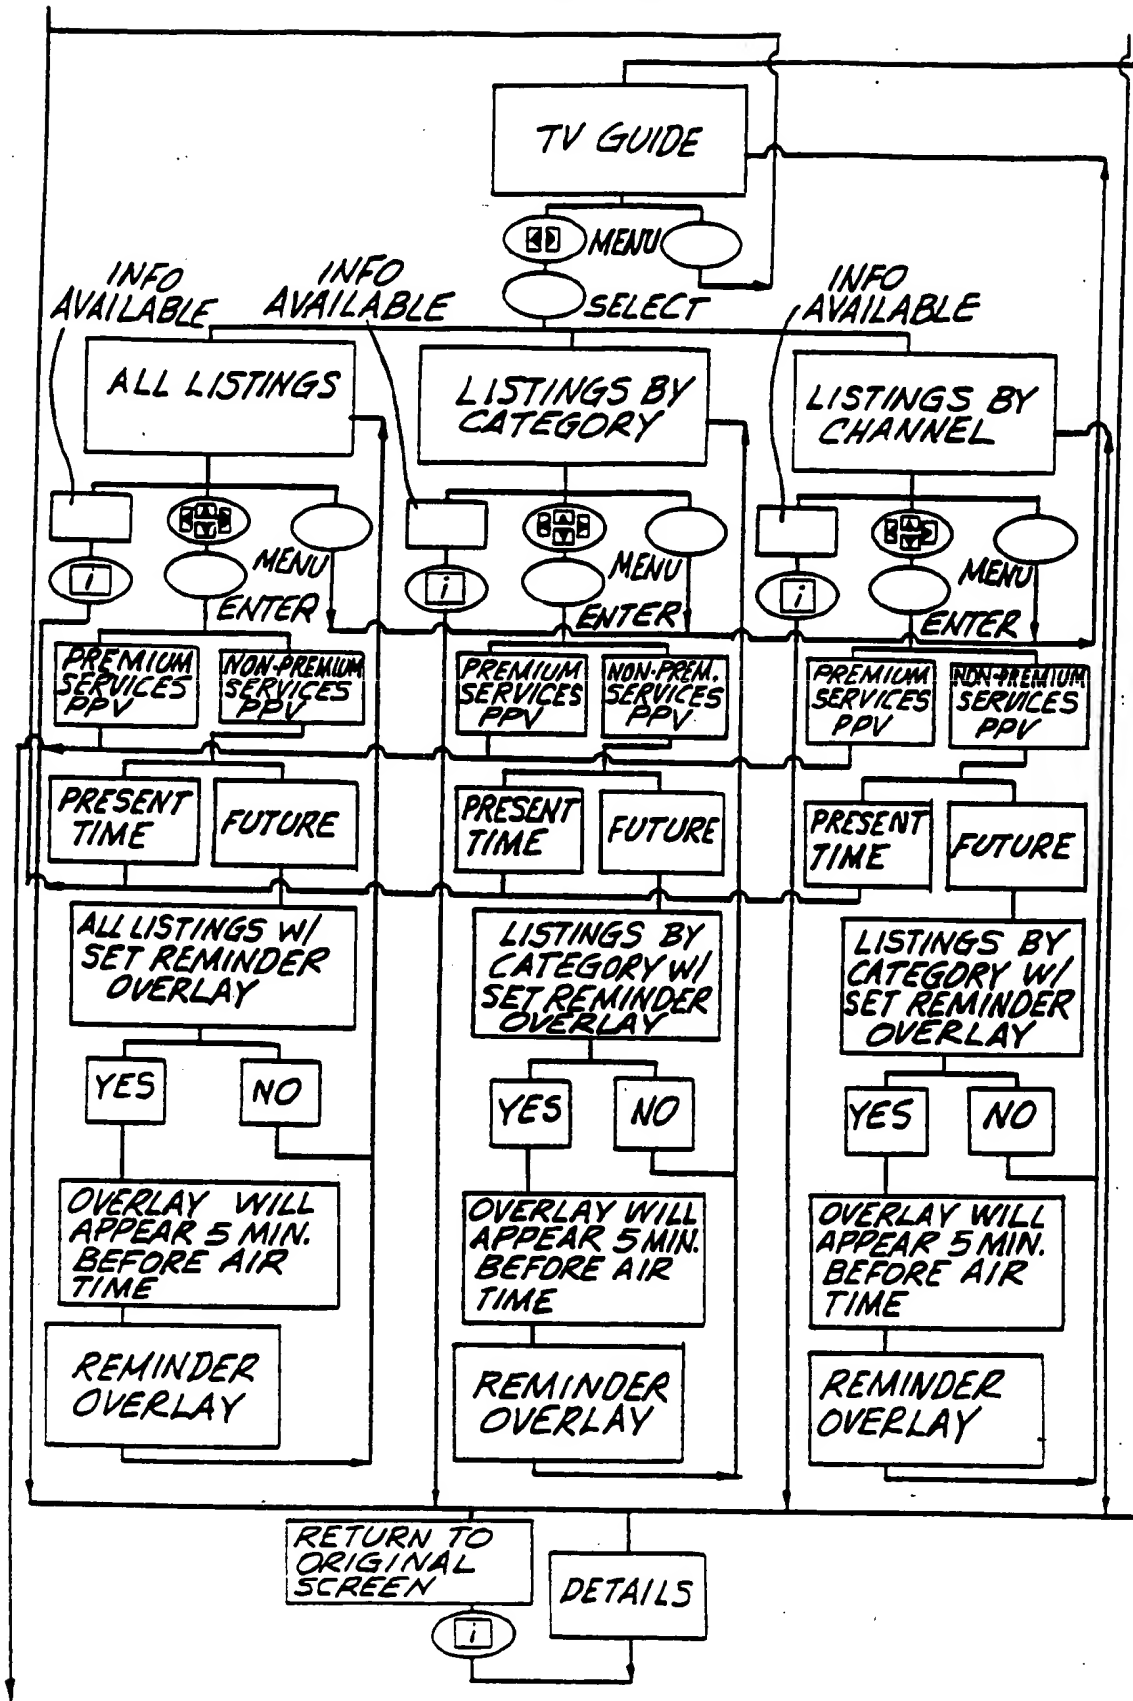 TV GUIDE
MENU
SELECT
INFO
AVAILABLE
INFO
AVAILABLE
INFO
AVAILABLE
ALL LISTINGS
LISTINGS BY
CATEGORY
LISTINGS BY
CHANNEL
i
MENU
ENTER
i
MENU
ENTER
i
MENU
ENTER
PREMIUM
SERVICES
PPV
NON-PREMIUM
SERVICES
PPV
PREMIUM
SERVICES
PPV
NON-PREM.
SERVICES
PPV
PREMIUM
SERVICES
PPV
NON-PREMIUM
SERVICES
PPV
PRESENT
TIME
FUTURE
PRESENT
TIME
FUTURE
PRESENT
TIME
FUTURE
ALL LISTINGS W/
SET REMINDER
OVERLAY
LISTINGS BY
CATEGORY W/
SET REMINDER
OVERLAY
LISTINGS BY
CATEGORY W/
SET REMINDER
OVERLAY
YES
NO
YES
NO
YES
NO
OVERLAY WILL
APPEAR 5 MIN.
BEFORE AIR
TIME
OVERLAY WILL
APPEAR 5 MIN.
BEFORE AIR
TIME
OVERLAY WILL
APPEAR 5 MIN.
BEFORE AIR
TIME
REMINDER
OVERLAY
REMINDER
OVERLAY
REMINDER
OVERLAY
RETURN TO
ORIGINAL
SCREEN
DETAILS
i